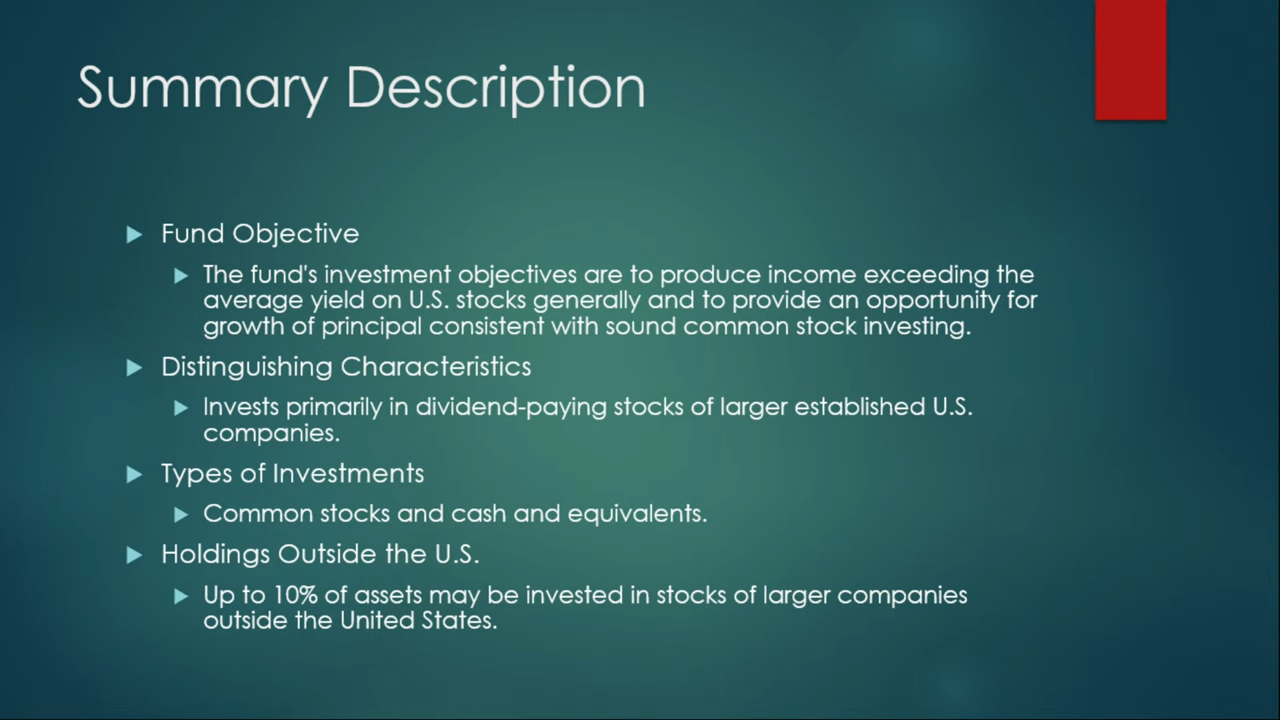 Summary Description
Fund Objective
The fund's investment objectives are to produce income exceeding the
average yield on U.S. stocks generally and to provide an opportunity for
growth of principal consistent with sound common stock investing.
Distinguishing Characteristics
Invests primarily in dividend-paying stocks of larger established U.S.
companies.
Types of Investments
Common stocks and cash and equivalents.
Holdings Outside the U.S.
Up to 10% of assets may be invested in stocks of larger companies
outside the United States.